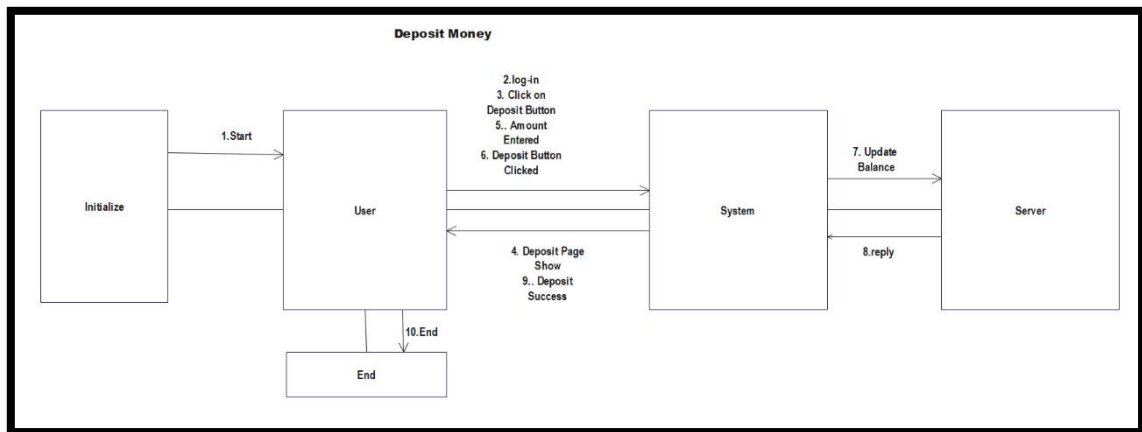 Deposit Money
2.log-in
3. Click on
Deposit Button
5.. Amount
Entered
6. Deposit Button
Clicked
1.Start
7. Update
Balance
Initialize
User
System
Server
4. Deposit Page
Show
9.. Deposit
Success
8.reply
10.End
End